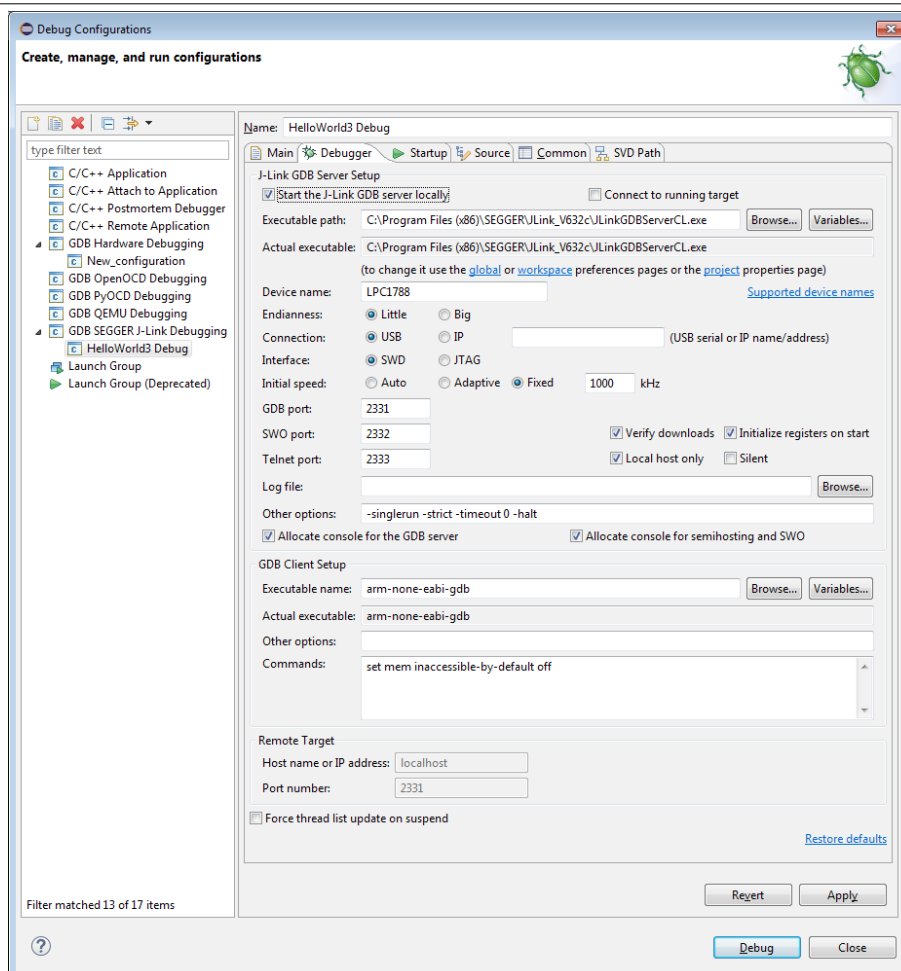 Debug Configurations
Create, manage, and run configurations
type filter text
C/C++ Application
C/C++ Attach to Application
C/C++ Postmortem Debugger
C/C++ Remote Application
GDB Hardware Debugging
New_configuration
GDB OpenOCD Debugging
GDB PyOCD Debugging
GDB QEMU Debugging
GDB SEGGER J-Link Debugging
HelloWorld3 Debug
Launch Group
Launch Group (Deprecated)
Filter matched 13 of 17 items
Name: HelloWorld3 Debug
Main Debugger Startup Source Common SVD Path
J-Link GDB Server Setup
Start the J-Link GDB server locally Connect to running target
Executable path: C:\Program Files (x86)\SEGGER\JLink_V632c\JLinkGDBServerCL.exe Browse... Variables...
Actual executable: C:\Program Files (x86)\SEGGER\JLink_V632c\JLinkGDBServerCL.exe
(to change it use the global or workspace preferences pages or the project properties page)
Device name: LPC1788 Supported device names
Endianness: Little Big
Connection: USB IP (USB serial or IP name/address)
Interface: SWD JTAG
Initial speed: Auto Adaptive Fixed 1000 kHz
GDB port: 2331
SWO port: 2332 Verify downloads Initialize registers on start
Telnet port: 2333 Local host only Silent
Log file: Browse...
Other options: -singlerun -strict -timeout 0 -halt
Allocate console for the GDB server Allocate console for semihosting and SWO
GDB Client Setup
Executable name: arm-none-eabi-gdb Browse... Variables...
Actual executable: arm-none-eabi-gdb
Other options:
Commands: set mem inaccessible-by-default off
Remote Target
Host name or IP address: localhost
Port number: 2331
Force thread list update on suspend
Restore defaults
Revert Apply
? Debug Close